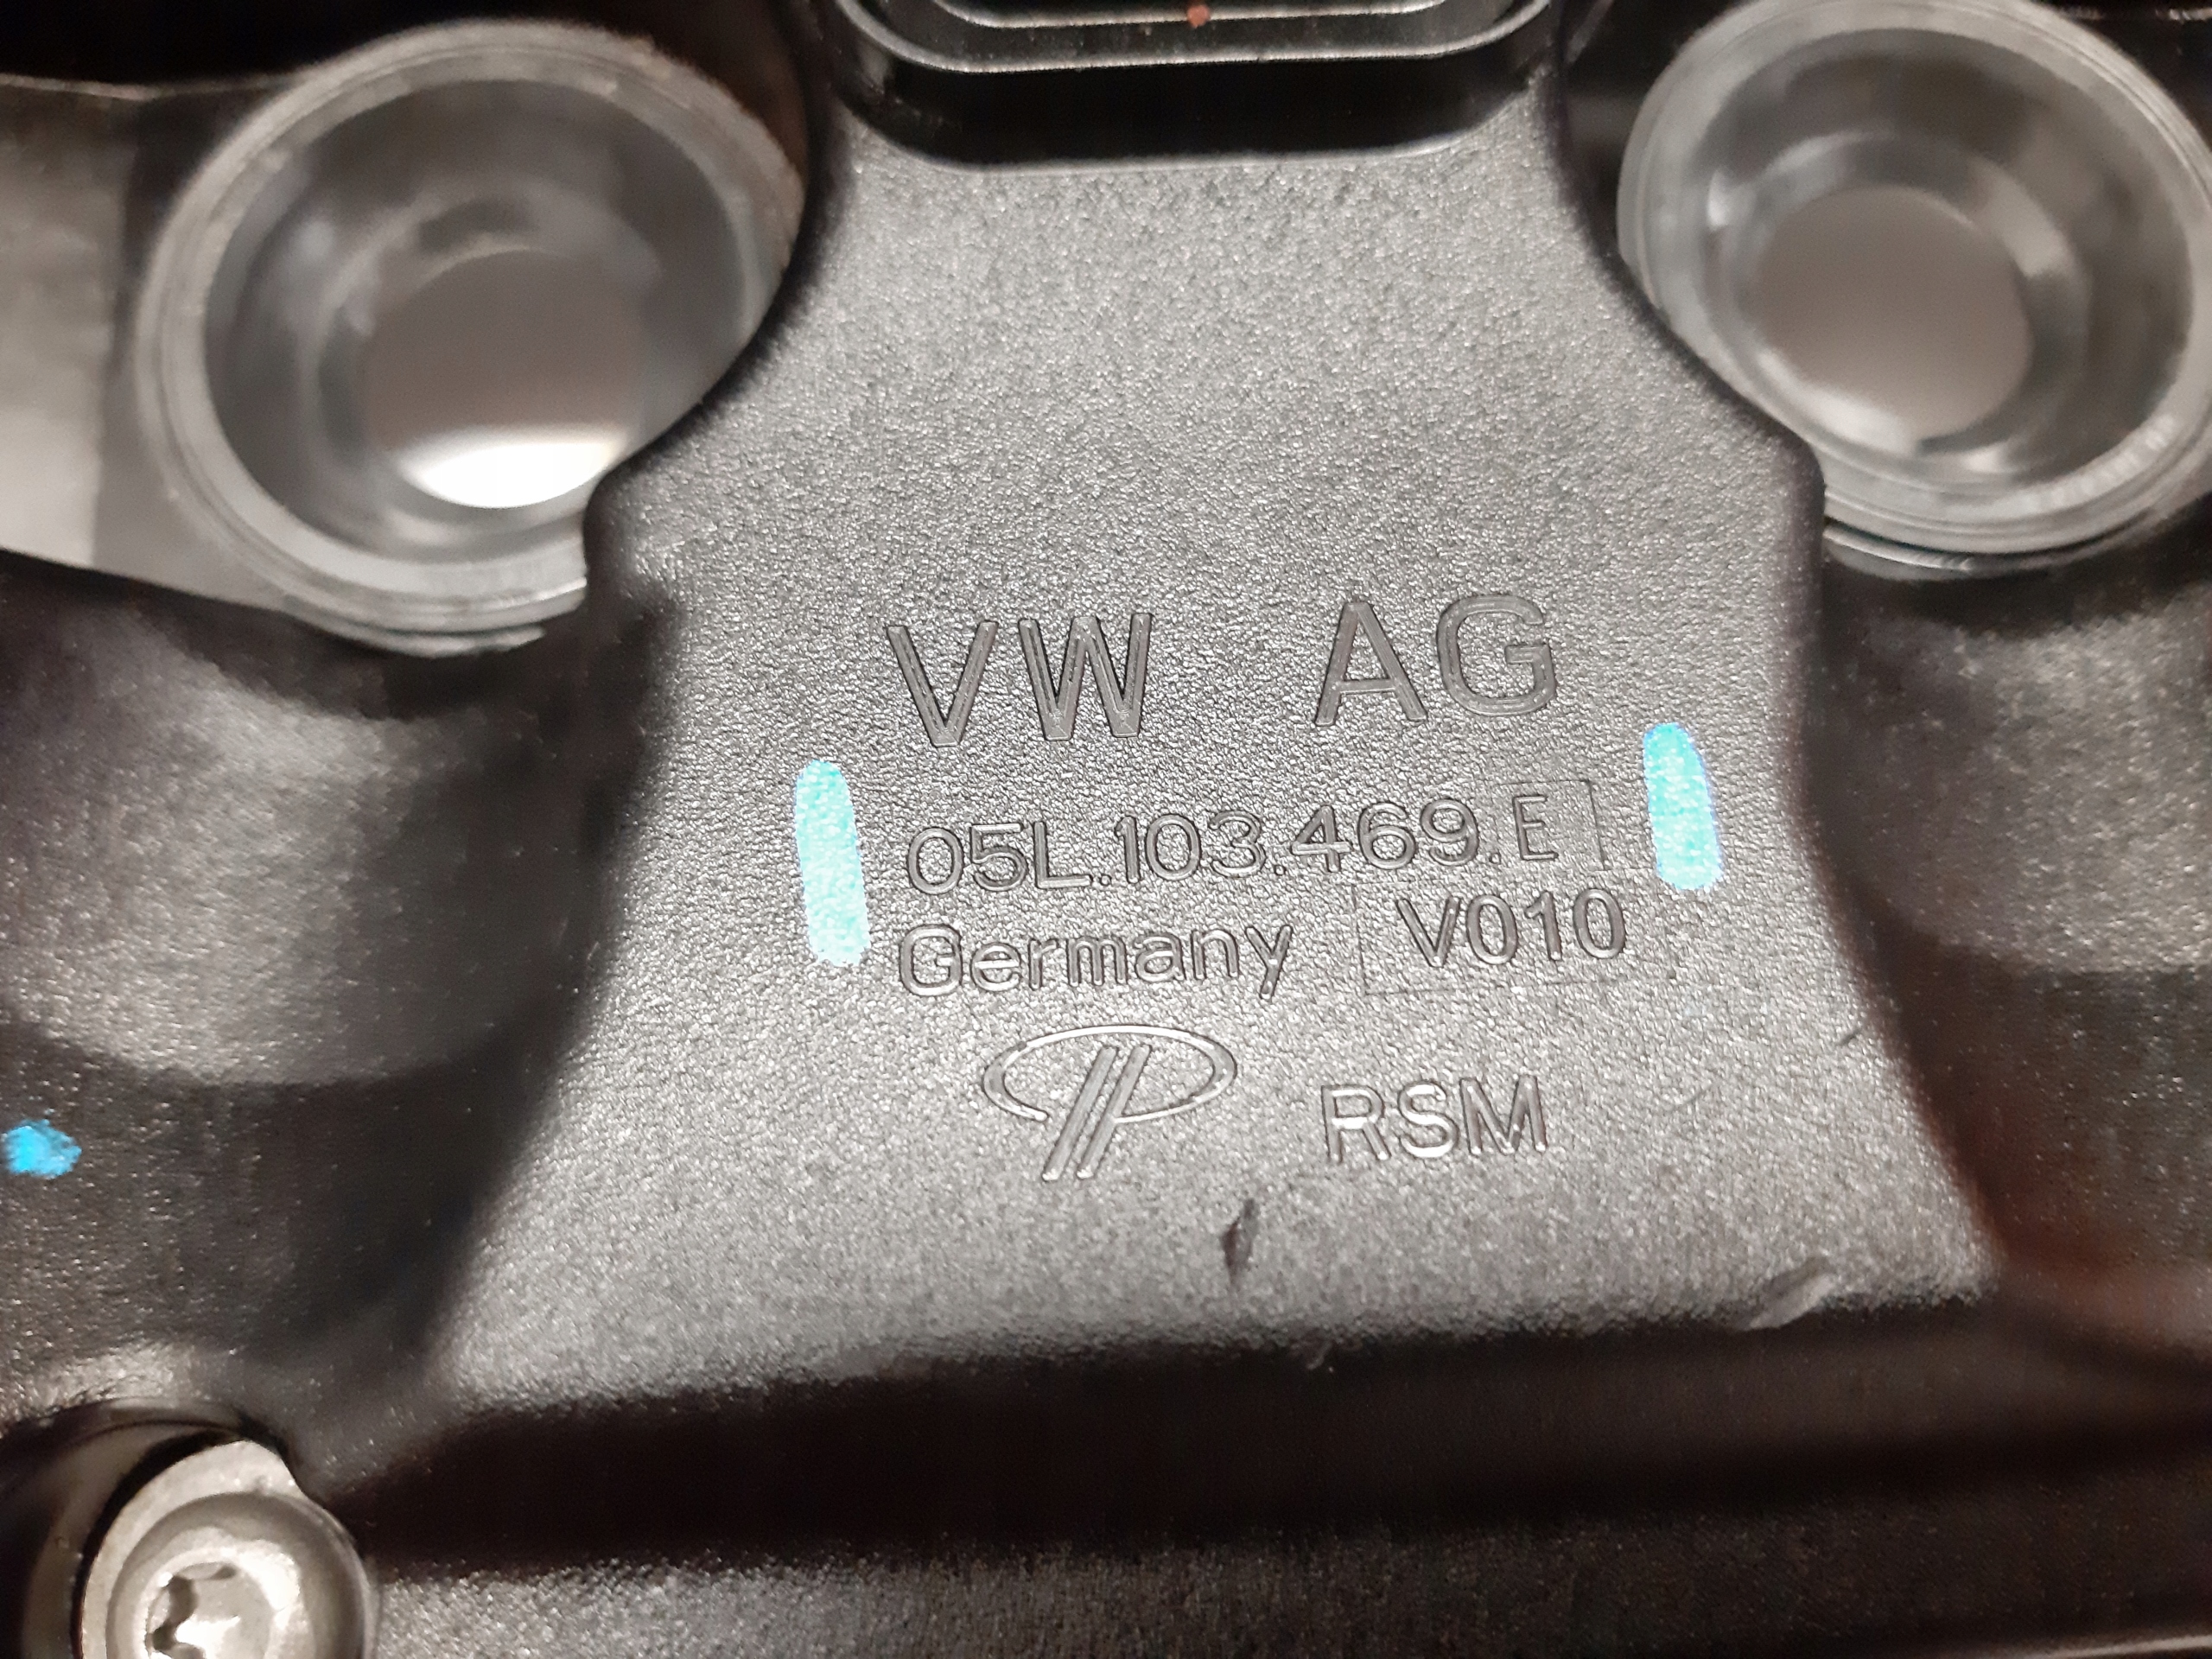 VW AG
05L.103.469.E
Germany V010
RSM